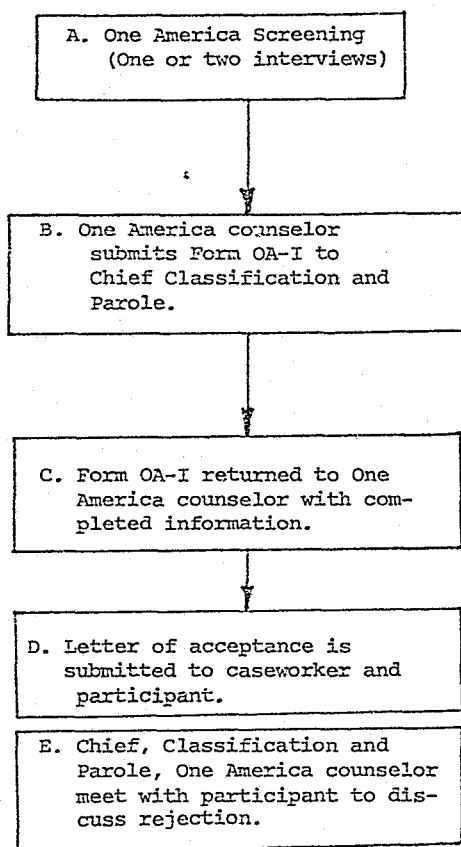 A. One America Screening
(One or two interviews)
B. One America counselor
submits Form OA-I to
Chief Classification and
Parole.
C. Form OA-I returned to One
America counselor with com-
pleted information.
D. Letter of acceptance is
submitted to caseworker and
participant.
E. Chief, Classification and
Parole, One America counselor
meet with participant to dis-
cuss rejection.